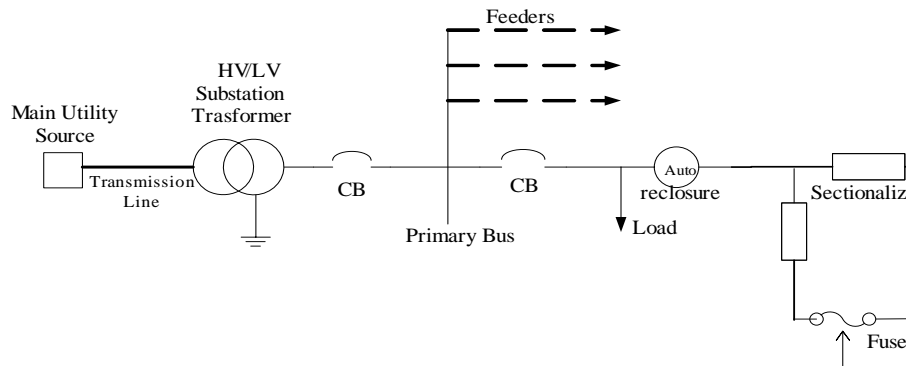 Feeders
HV/LV
Substation
Trasformer
Main Utility
Source
Transmission
Line
CB
CB
Auto
reclosure
Sectionaliz
Primary Bus
Load
Fuse